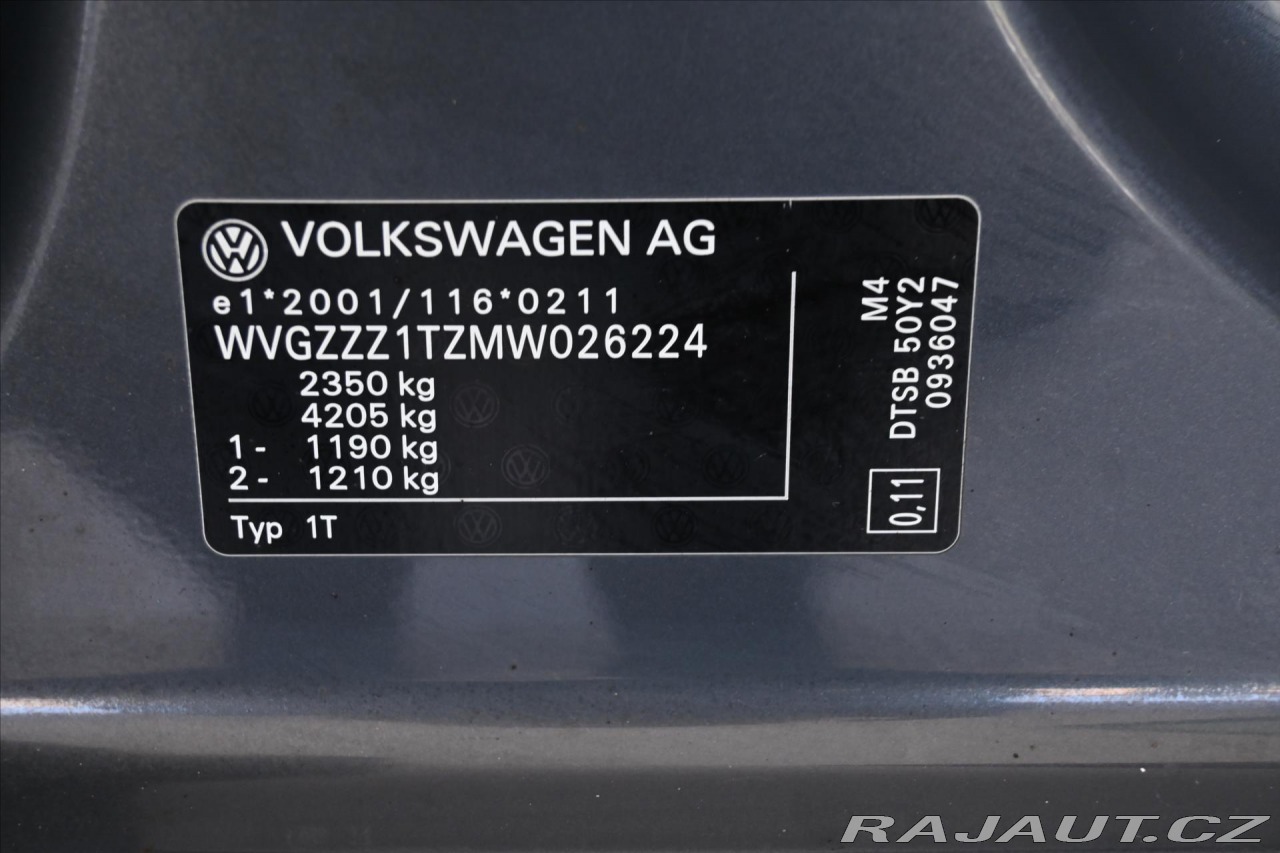 VOLKSWAGEN AG
e1*2001/116*0211
WVGZZZ1TZMW026224
2350 kg
4205 kg
1- 1190 kg
2- 1210 kg
Typ 1T
M4
DTSB 50Y2
0936047
0,11
RAJAUT.CZ